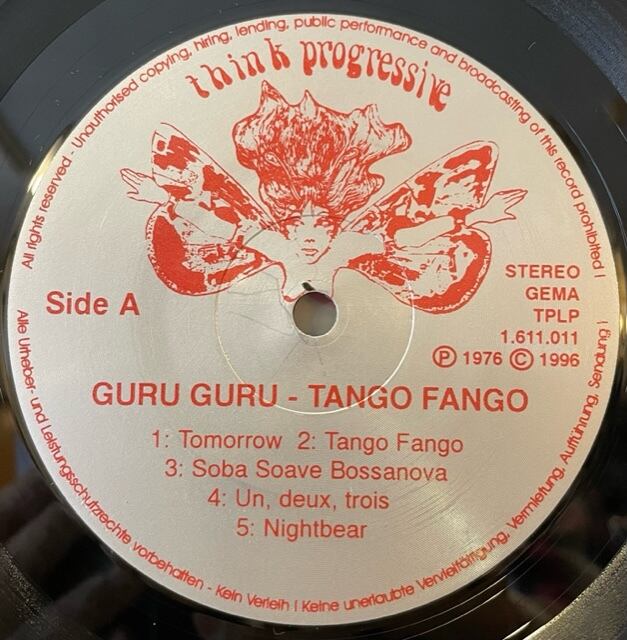 All rights reserved - Unauthorised copying, hiring, lending, public performance and broadcasting of this record prohibited !
think progressive
Side A
STEREO
GEMA
TPLP
1.611.011
Ⓟ 1976 © 1996
GURU GURU - TANGO FANGO
1: Tomorrow 2: Tango Fango
3: Soba Soave Bossanova
4: Un, deux, trois
5: Nightbear
Alle Urheber- und Leistungsschutzrechte vorbehalten - Kein Verleih ! Keine unerlaubte Vervielfältigung, Vermietung, Aufführung, Sendung !